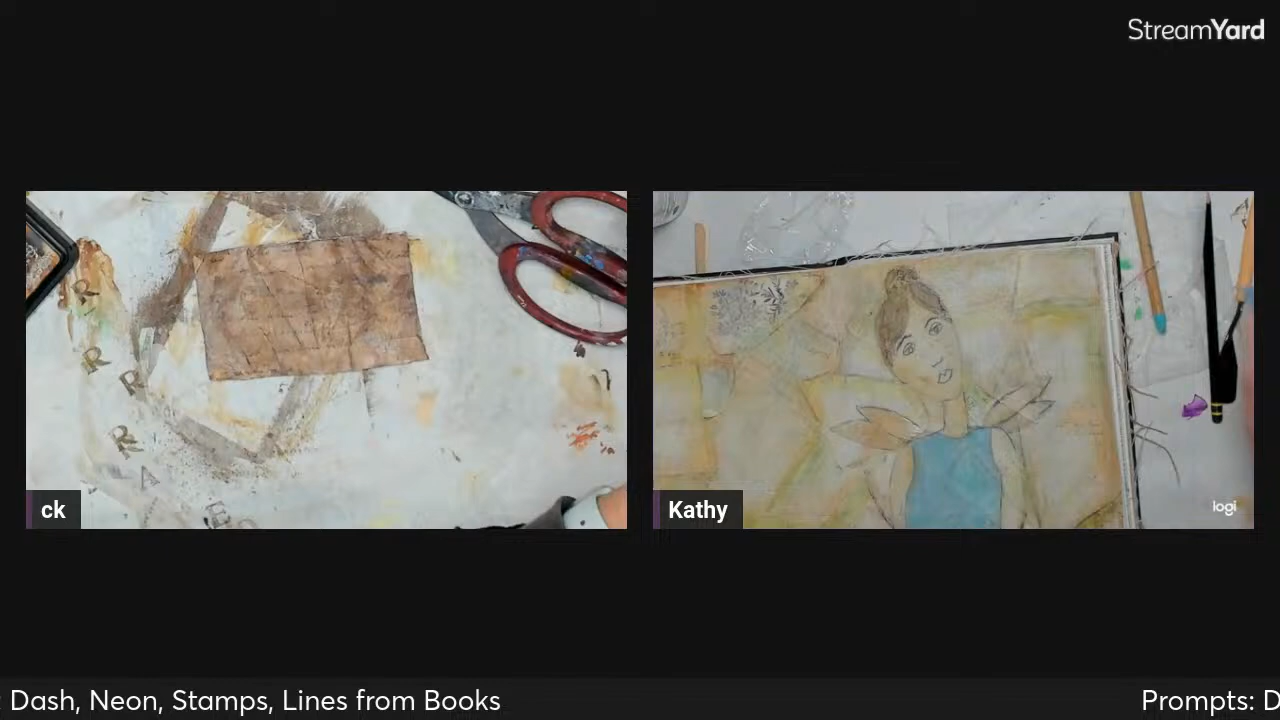 StreamYard
R
R
R
R
A
E
ck
Kathy
logi
: Dash, Neon, Stamps, Lines from Books
Prompts: D